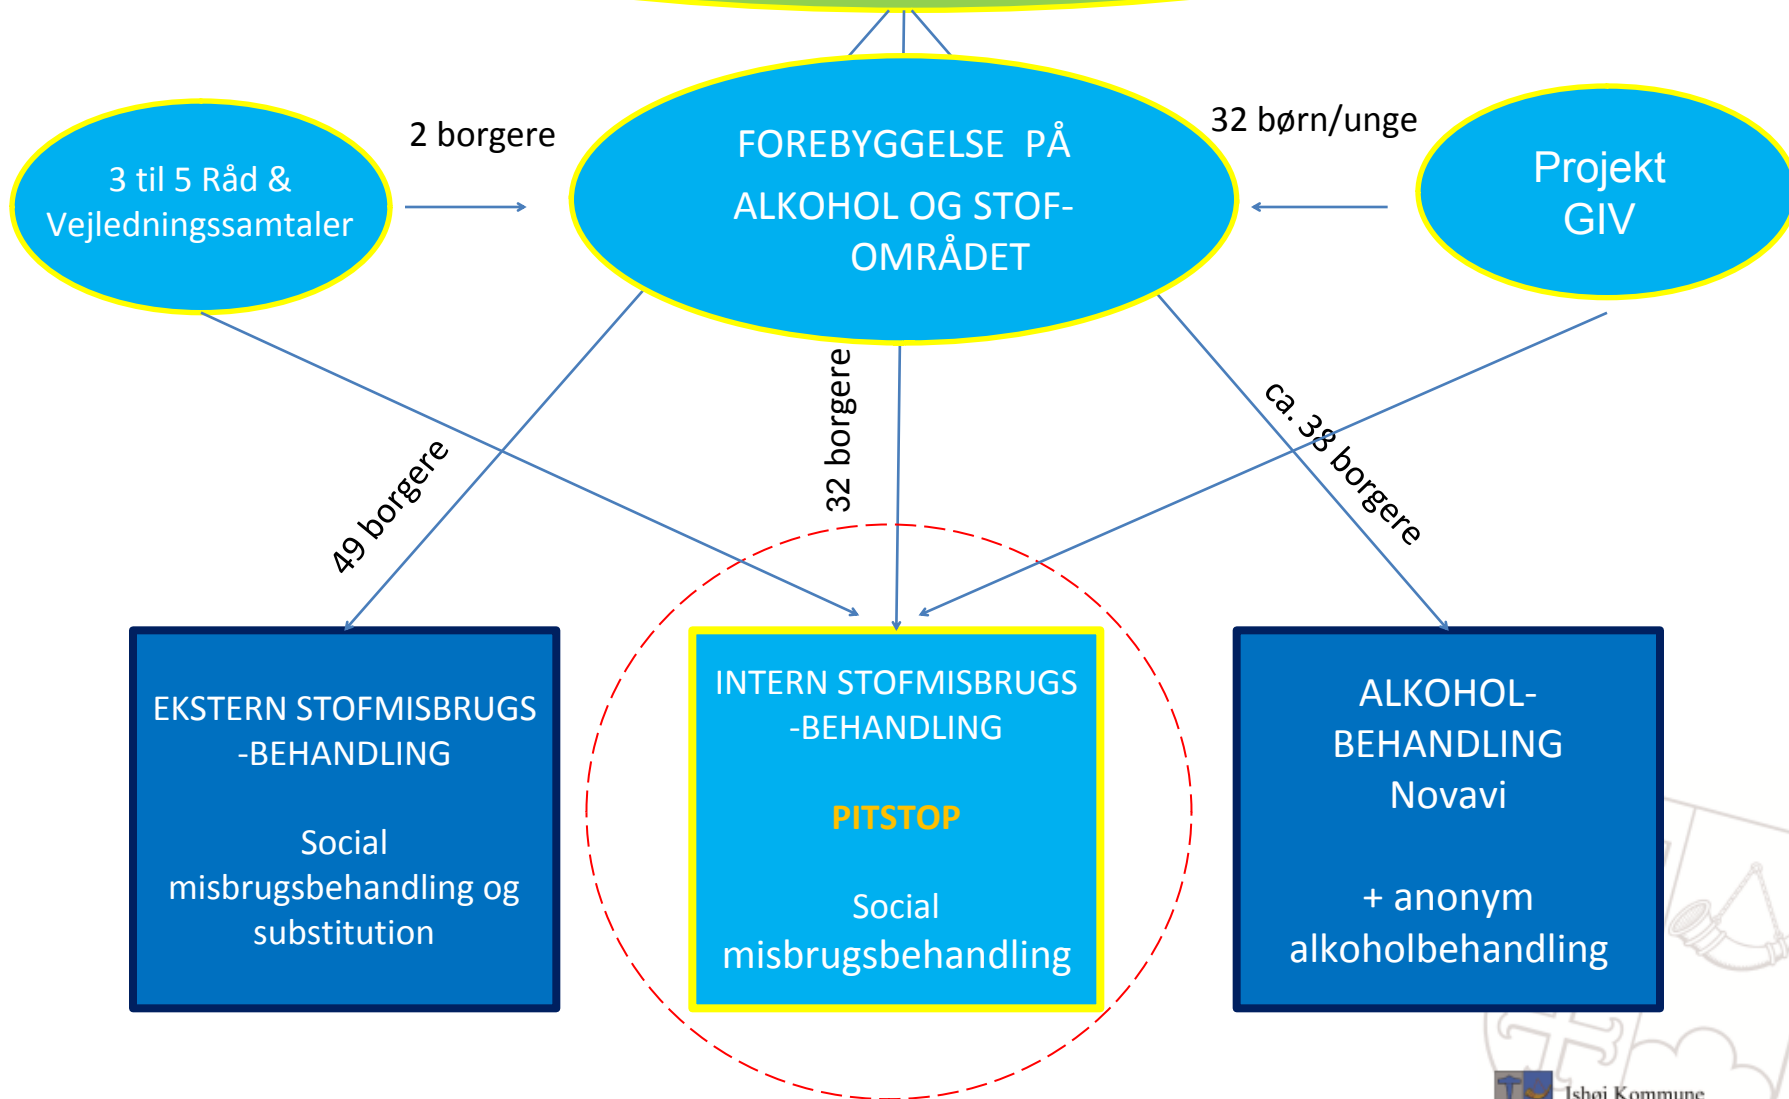 2 borgere
32 børn/unge
3 til 5 Råd &
Vejledningssamtaler
FOREBYGGELSE PÅ
ALKOHOL OG STOF-
OMRÅDET
Projekt
GIV
49 borgere
32 borgere
ca. 38 borgere
EKSTERN STOFMISBRUGS
-BEHANDLING
Social
misbrugsbehandling og
substitution
INTERN STOFMISBRUGS
-BEHANDLING
PITSTOP
Social
misbrugsbehandling
ALKOHOL-
BEHANDLING
Novavi
+ anonym
alkoholbehandling
Ishøj Kommune